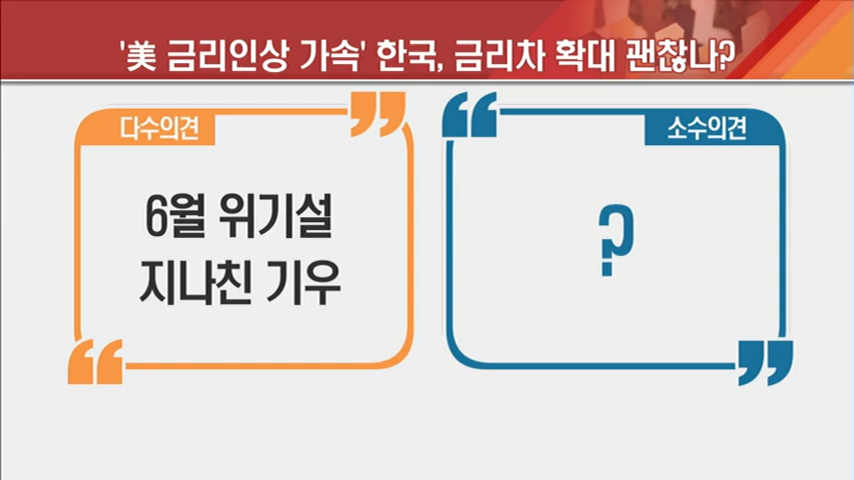 '美 금리인상 가속' 한국, 금리차 확대 괜찮나?
다수의견
6월 위기설
지나친 기우
소수의견
?